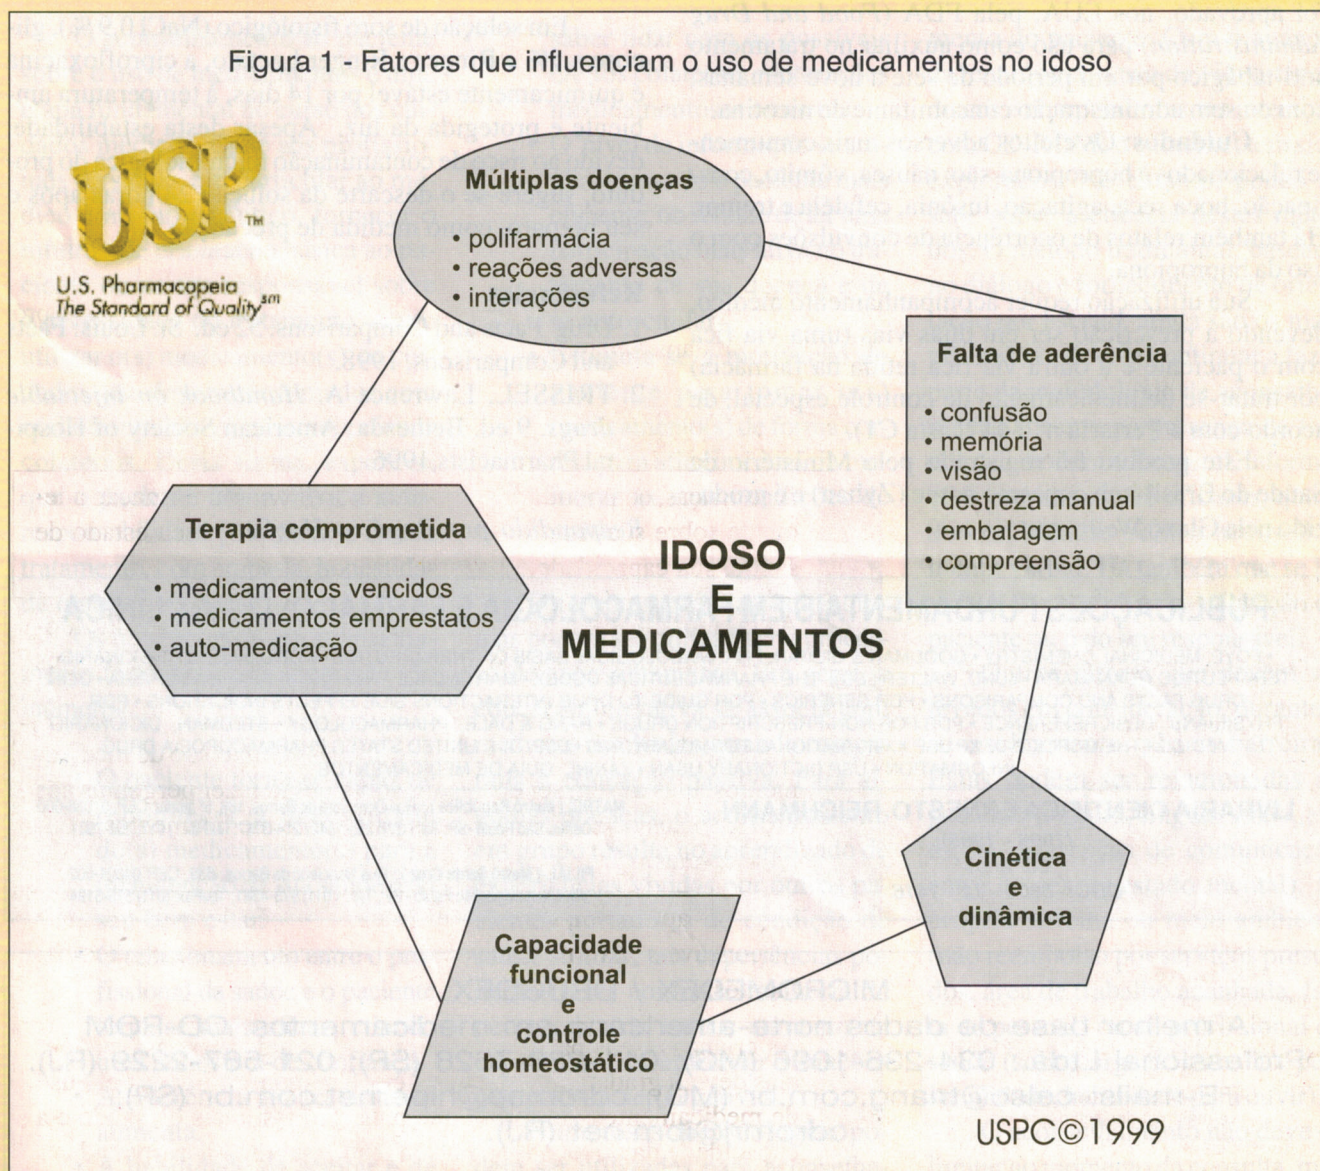 Figura 1 - Fatores que influenciam o uso de medicamentos no idoso
USP™
U.S. Pharmacopeia
The Standard of Quality℠
Múltiplas doenças
• polifarmácia
• reações adversas
• interações
Falta de aderência
• confusão
• memória
• visão
• destreza manual
• embalagem
• compreensão
Terapia comprometida
• medicamentos vencidos
• medicamentos emprestatos
• auto-medicação
IDOSO
E
MEDICAMENTOS
Cinética
e
dinâmica
Capacidade
funcional
e
controle
homeostático
USPC©1999